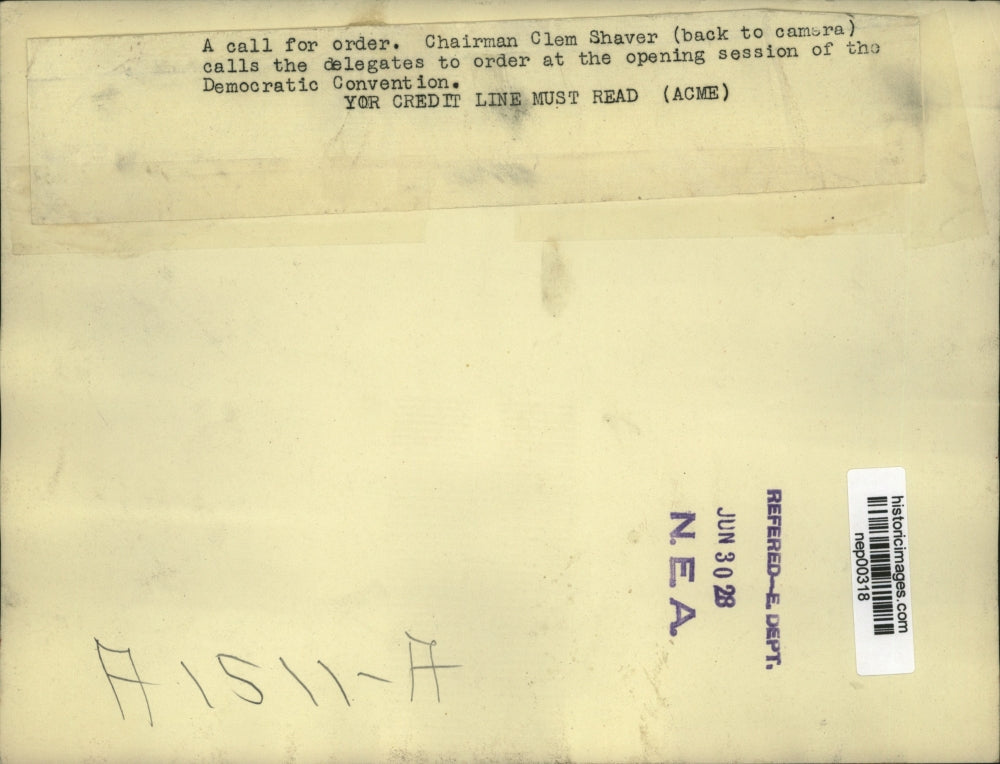 A call for order. Chairman Clem Shaver (back to camera)
calls the delegates to order at the opening session of the
Democratic Convention.
YOR CREDIT LINE MUST READ (ACME)
REFERED—E. DEPT.
JUN 30 28
N. E. A.
historicimages.com
nep00318
A1511-A